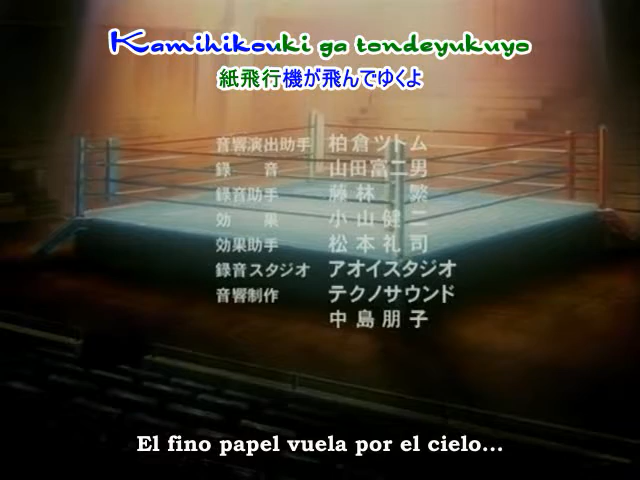 Kamihikouki ga tondeyukuyo
紙飛行機が飛んでゆくよ
音響演出助手 柏倉ツトム
録音 山田富二男
録音助手 藤林 繁
効果 小山健二
効果助手 松本礼司
録音スタジオ アオイスタジオ
音響制作 テクノサウンド
中島朋子
El fino papel vuela por el cielo...